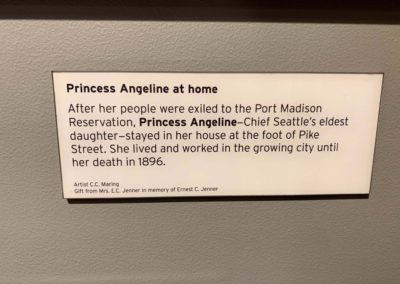 Princess Angeline at home
After her people were exiled to the Port Madison
Reservation, Princess Angeline—Chief Seattle's eldest
daughter—stayed in her house at the foot of Pike
Street. She lived and worked in the growing city until
her death in 1896.
Artist C.C. Maring
Gift from Mrs. E.C. Jenner in memory of Ernest C. Jenner